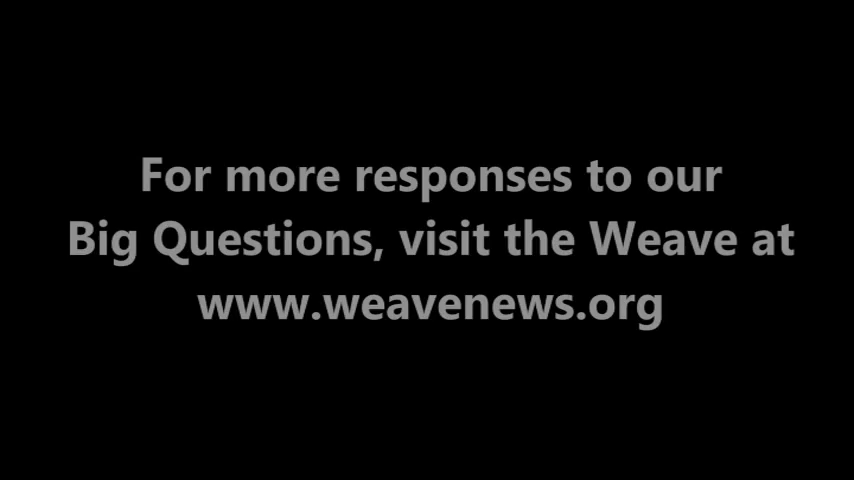 For more responses to our
Big Questions, visit the Weave at
www.weavenews.org